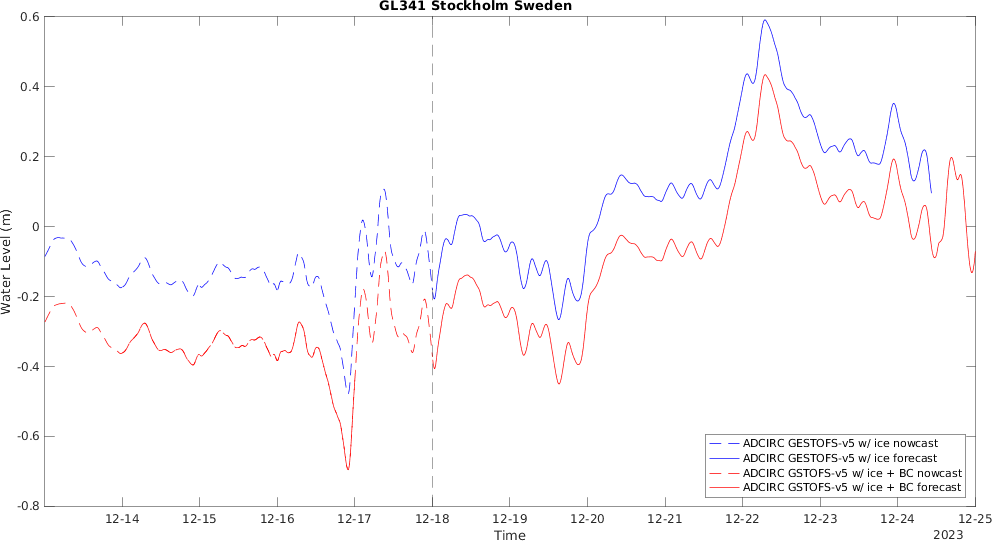 GL341 Stockholm Sweden
0.6
0.4
0.2
0
-0.2
-0.4
-0.6
-0.8
Water Level (m)
12-14 12-15 12-16 12-17 12-18 12-19 12-20 12-21 12-22 12-23 12-24 12-25
Time
2023
ADCIRC GESTOFS-v5 w/ ice nowcast
ADCIRC GESTOFS-v5 w/ ice forecast
ADCIRC GSTOFS-v5 w/ ice + BC nowcast
ADCIRC GSTOFS-v5 w/ ice + BC forecast